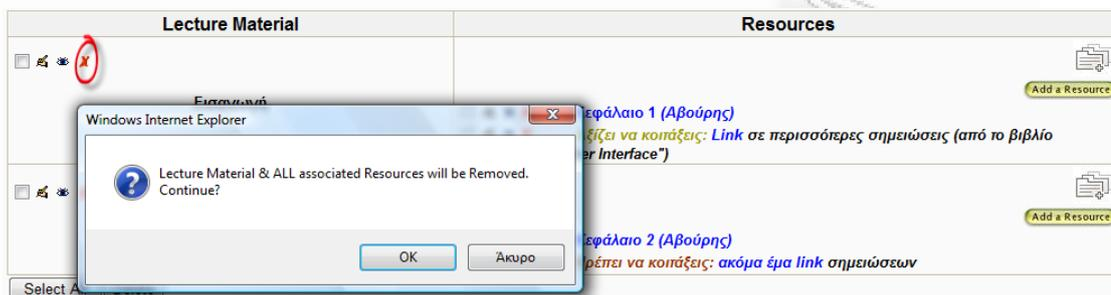 Lecture Material
Resources
x
Εισαγωγή
Add a Resource
εφάλαιο 1 (Αβούρης)
ξίζει να κοιτάξεις: Link σε περισσότερες σημειώσεις (από το βιβλίο
er Interface")
Windows Internet Explorer
Lecture Material & ALL associated Resources will be Removed.
Continue?
OK
Άκυρο
Add a Resource
εφάλαιο 2 (Αβούρης)
ρέπει να κοιτάξεις: ακόμα έμα link σημειώσεων
Select A